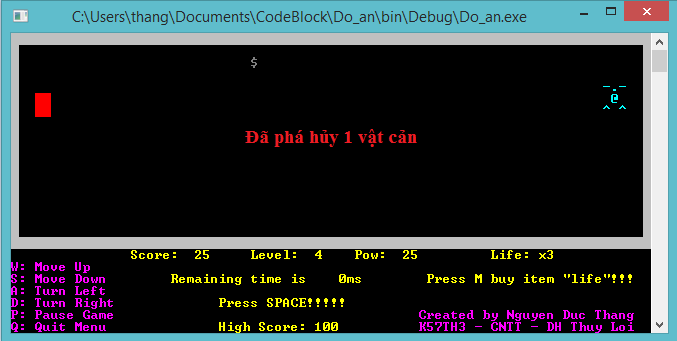 C:\Users\thang\Documents\CodeBlock\Do_an\bin\Debug\Do_an.exe
$
@
Đã phá hủy 1 vật cản
Score: 25 Level: 4 Pow: 25 Life: x3
W: Move Up
S: Move Down Remaining time is 0ms Press M buy item "life"!!!
A: Turn Left
D: Turn Right Press SPACE!!!!!
P: Pause Game Created by Nguyen Duc Thang
Q: Quit Menu High Score: 100 K57TH3 - CNTT - DH Thuy Loi